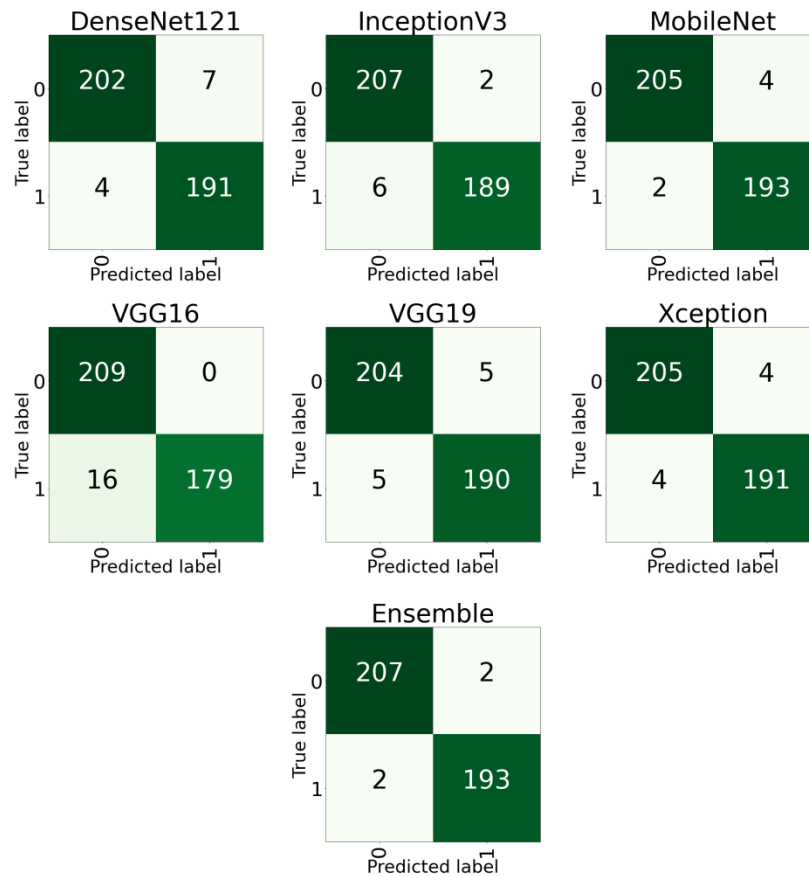 DenseNet121
InceptionV3
MobileNet
True label
0
202
7
1
4
191
0
1
Predicted label
True label
0
207
2
1
6
189
0
1
Predicted label
True label
0
205
4
1
2
193
0
1
Predicted label
VGG16
VGG19
Xception
True label
0
209
0
1
16
179
0
1
Predicted label
True label
0
204
5
1
5
190
0
1
Predicted label
True label
0
205
4
1
4
191
0
1
Predicted label
Ensemble
True label
0
207
2
1
2
193
0
1
Predicted label